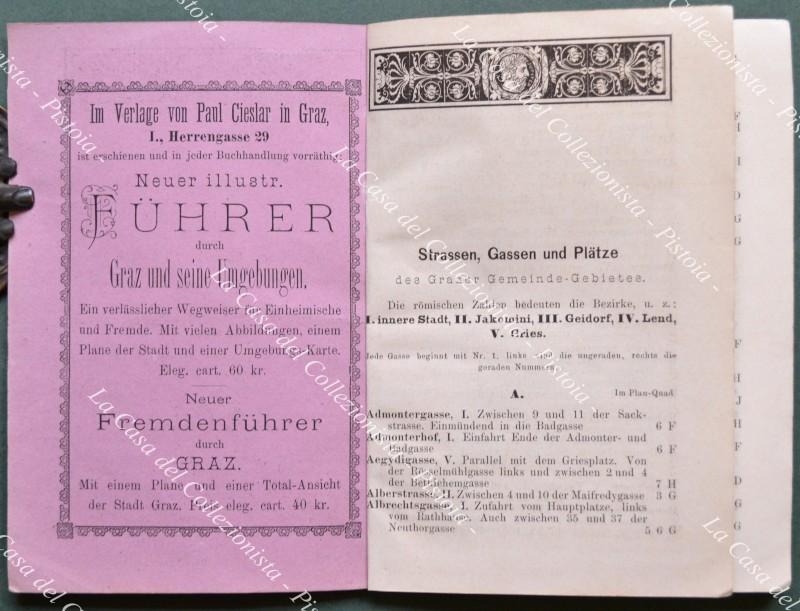 Im Verlage von Paul Cieslar in Graz,
I., Herrengasse 29
ist erschienen und in jeder Buchhandlung vorräthig:
Neuer illustr.
FÜHRER
durch
Graz und seine Umgebungen.
Ein verlässlicher Wegweiser für Einheimische
und Fremde. Mit vielen Abbildungen, einem
Plane der Stadt und einer Umgebungs-Karte.
Eleg. cart. 60 kr.
Neuer
Fremdenführer
durch
GRAZ.
Mit einem Plane und einer Total-Ansicht
der Stadt Graz. Preis eleg. cart. 40 kr.
Strassen, Gassen und Plätze
des Grazer Gemeinde-Gebietes.
Die römischen Zahlen bedeuten die Bezirke, u. z.:
I. innere Stadt, II. Jakomini, III. Geidorf, IV. Lend,
V. Gries.
Jede Gasse beginnt mit Nr. 1, links sind die ungeraden, rechts die
geraden Nummern.
A. Im Plan-Quad.
Admontergasse, I. Zwischen 9 und 11 der Sack-
strasse. Einmündend in die Badgasse 6 F
Admonterhof, I. Einfahrt Ende der Admonter- und
Badgasse 6 F
Aegydigasse, V. Parallel mit dem Griesplatz. Von
der Rösselmühlgasse links und zwischen 2 und 4
der Bethlehemgasse 7 H
Alberstrasse, II. Zwischen 4 und 10 der Maifredygasse 3 G
Albrechtsgasse, I. Zufahrt vom Hauptplatze, links
vom Rathhause. Auch zwischen 35 und 37 der
Neuthorgasse 5 6 G
F
H
I
D
G
G
F
H
J
H
F
D
G
G
La Casa del Collezionista - Pistoia -